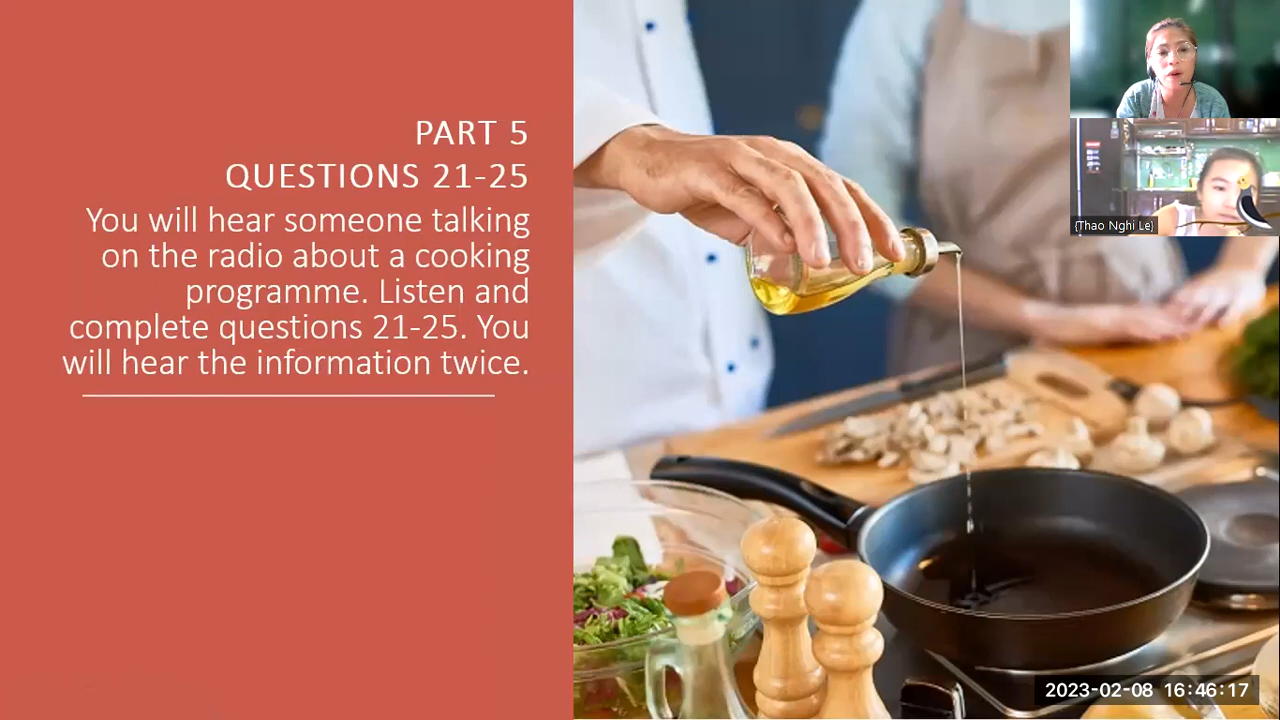 PART 5
QUESTIONS 21-25
You will hear someone talking
on the radio about a cooking
programme. Listen and
complete questions 21-25. You
will hear the information twice.
(Thao Nghi Le)
2023-02-08 16:46:17